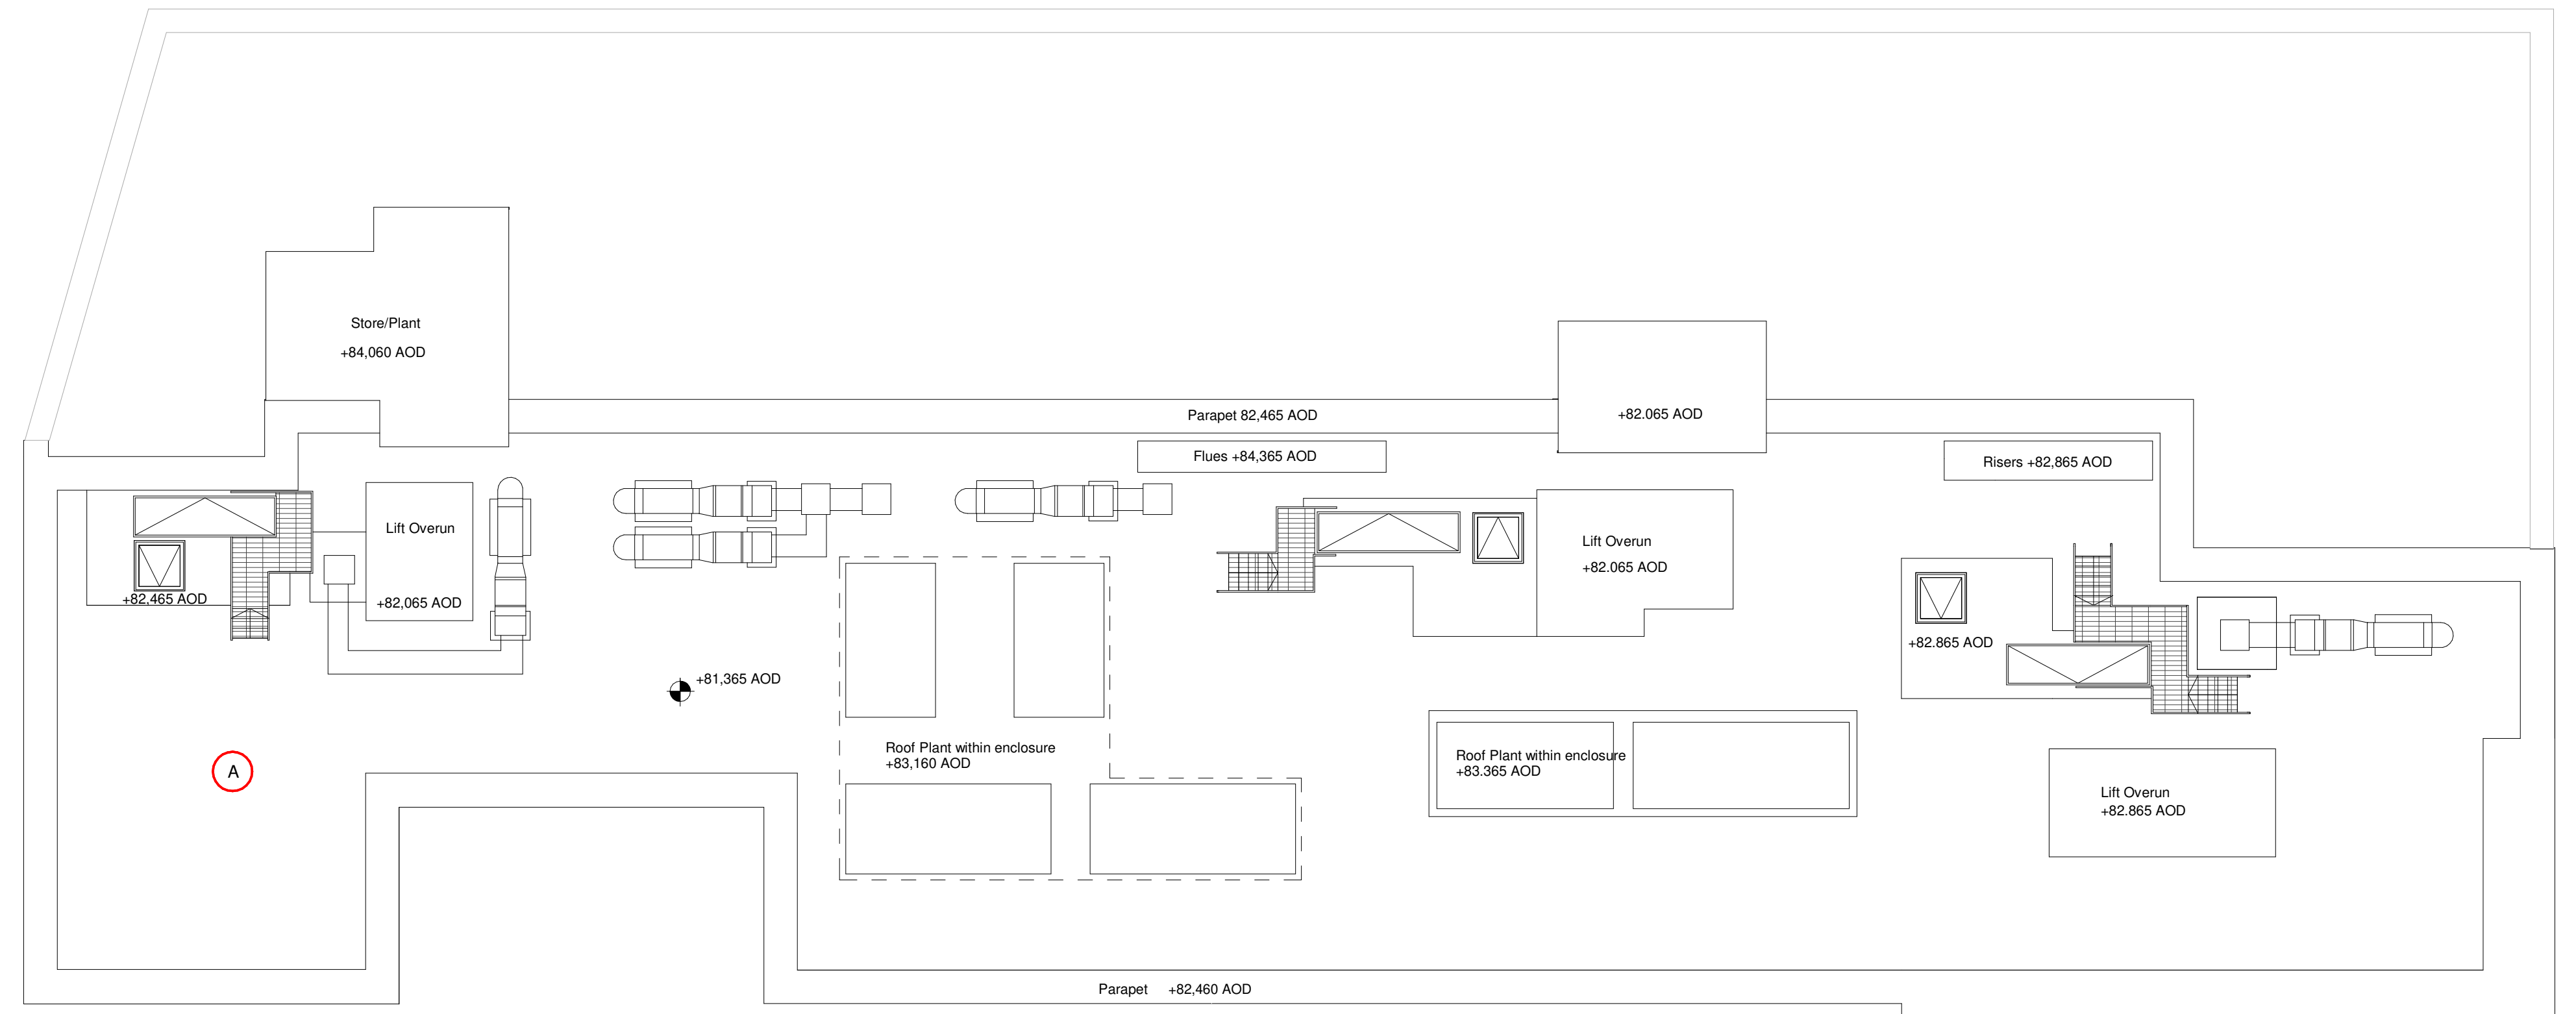 Store/Plant
+84,060 AOD
Parapet 82,465 AOD
+82.065 AOD
Flues +84,365 AOD
Risers +82,865 AOD
Lift Overun
+82,065 AOD
+82,465 AOD
Lift Overun
+82.065 AOD
+82.865 AOD
+81,365 AOD
Roof Plant within enclosure
+83,160 AOD
Roof Plant within enclosure
+83.365 AOD
A
Lift Overun
+82.865 AOD
Parapet +82,460 AOD